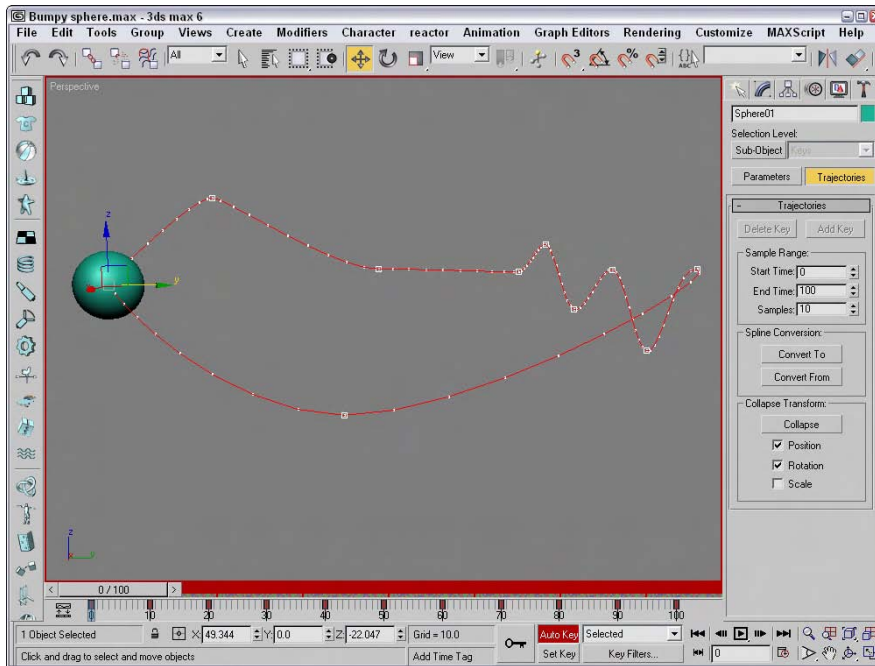 Bumpy sphere.max - 3ds max 6
File Edit Tools Group Views Create Modifiers Character reactor Animation Graph Editors Rendering Customize MAXScript Help
All View 3 % ABC
Perspective
Sphere01
Selection Level:
Sub-Object Keys
Parameters Trajectories
- Trajectories
Delete Key Add Key
Sample Range:
Start Time: 0
End Time: 100
Samples: 10
Spline Conversion:
Convert To
Convert From
Collapse Transform:
Collapse
Position
Rotation
Scale
z
y
z
x y
< 0 / 100 >
0 10 20 30 40 50 60 70 80 90 100
1 Object Selected X: 49.344 Y: 0.0 Z: -22.047 Grid = 10.0 Auto Key Selected
Click and drag to select and move objects Add Time Tag Set Key Key Filters... 0